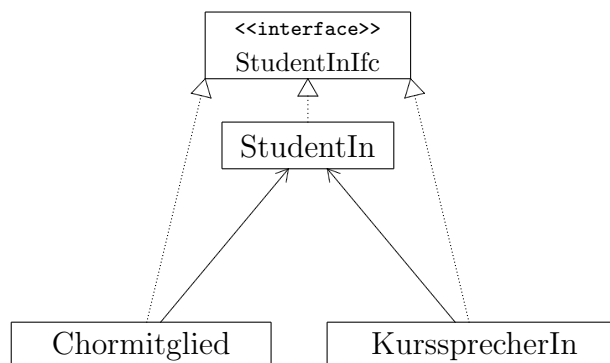 <<interface>>
StudentInIfc
StudentIn
Chormitglied
KurssprecherIn